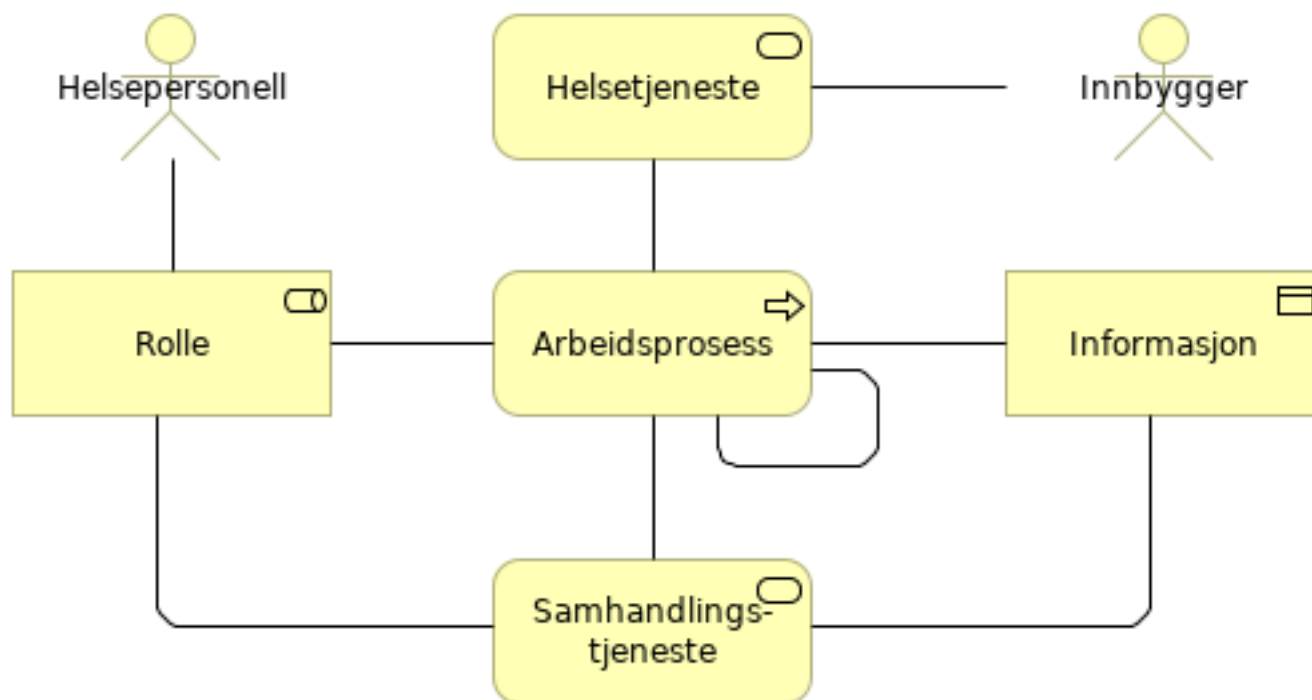 Helsepersonell
Helsetjeneste
Innbygger
Rolle
Arbeidsprosess
Informasjon
Samhandlings-
tjeneste